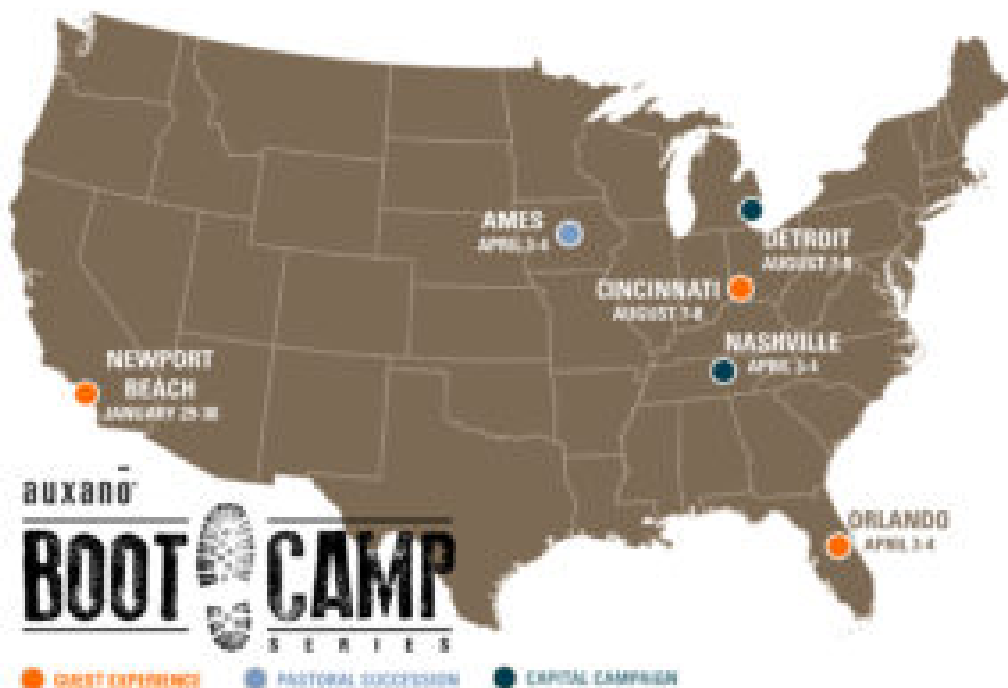 AMES
APRIL 3-4
DETROIT
AUGUST 7-8
CINCINNATI
AUGUST 7-8
NASHVILLE
APRIL 3-4
NEWPORT
BEACH
JANUARY 29-30
auxanō
BOOT CAMP
SERIES
ORLANDO
APRIL 3-4
GUEST EXPERIENCE
PASTORAL SUCCESSION
CAPITAL CAMPAIGN